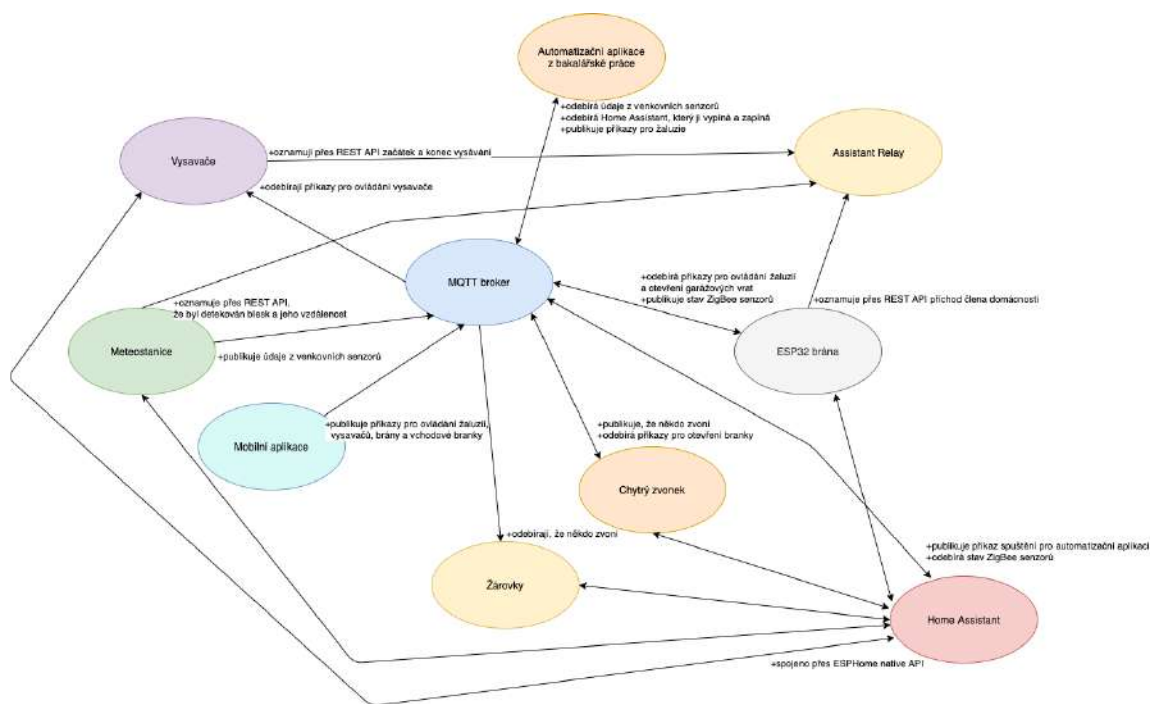 Automatizační aplikace
z bakalářské práce
+odebírá údaje z venkovních senzorů
+odebírá Home Assistant, který ji vypíná a zapíná
+publikuje příkazy pro žaluzie
Vysavače
+oznamují přes REST API začátek a konec vysávání
Assistant Relay
+odebírají příkazy pro ovládání vysavače
MQTT broker
+odebírá příkazy pro ovládání žaluzií
a otevření garážových vrat
+publikuje stav ZigBee senzorů
+oznamuje přes REST API,
že byl detekován blesk a jeho vzdálenost
+oznamuje přes REST API příchod člena domácnosti
Meteostanice
+publikuje údaje z venkovních senzorů
ESP32 brána
+publikuje příkazy pro ovládání žaluzií,
vysavačů, brány a vchodové branky
Mobilní aplikace
+publikuje, že někdo zvoní
+odebírá příkazy pro otevření branky
Chytrý zvonek
+odebírají, že někdo zvoní
+publikuje příkaz spuštění pro automatizační aplikaci
+odebírá stav ZigBee senzorů
Žárovky
Home Assistant
+spojeno přes ESPHome native API